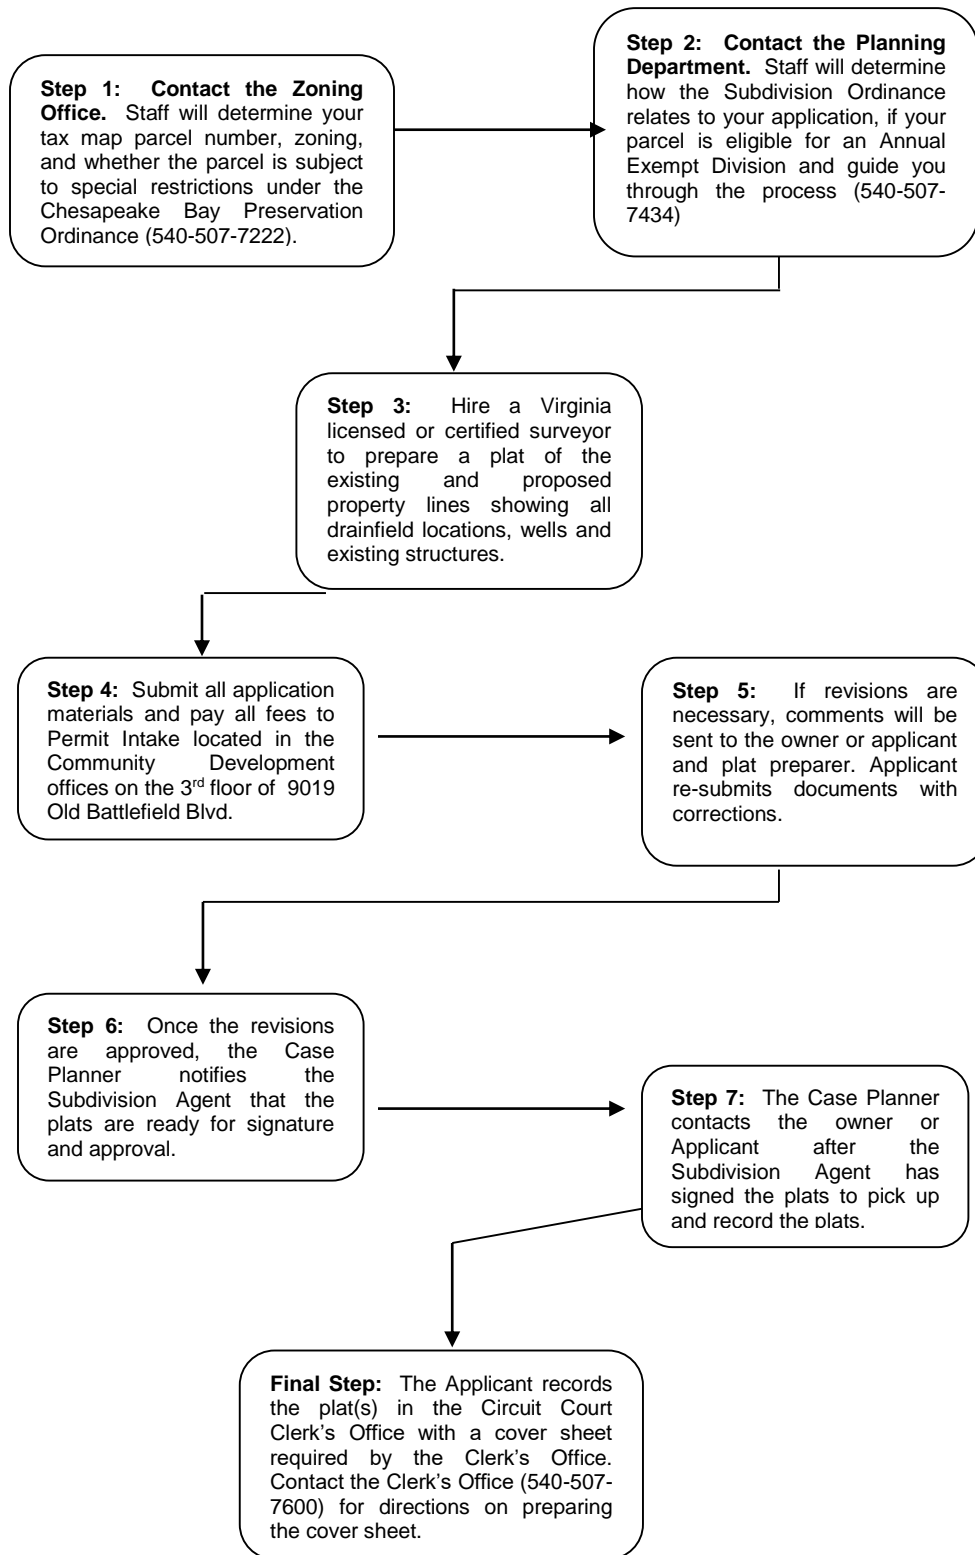 Step 1: Contact the Zoning
Office. Staff will determine your
tax map parcel number, zoning,
and whether the parcel is subject
to special restrictions under the
Chesapeake Bay Preservation
Ordinance (540-507-7222).
Step 2: Contact the Planning
Department. Staff will determine
how the Subdivision Ordinance
relates to your application, if your
parcel is eligible for an Annual
Exempt Division and guide you
through the process (540-507-
7434)
Step 3: Hire a Virginia
licensed or certified surveyor
to prepare a plat of the
existing and proposed
property lines showing all
drainfield locations, wells and
existing structures.
Step 4: Submit all application
materials and pay all fees to
Permit Intake located in the
Community Development
offices on the 3rd floor of 9019
Old Battlefield Blvd.
Step 5: If revisions are
necessary, comments will be
sent to the owner or applicant
and plat preparer. Applicant
re-submits documents with
corrections.
Step 6: Once the revisions
are approved, the Case
Planner notifies the
Subdivision Agent that the
plats are ready for signature
and approval.
Step 7: The Case Planner
contacts the owner or
Applicant after the
Subdivision Agent has
signed the plats to pick up
and record the plats.
Final Step: The Applicant records
the plat(s) in the Circuit Court
Clerk's Office with a cover sheet
required by the Clerk's Office.
Contact the Clerk's Office (540-507-
7600) for directions on preparing
the cover sheet.